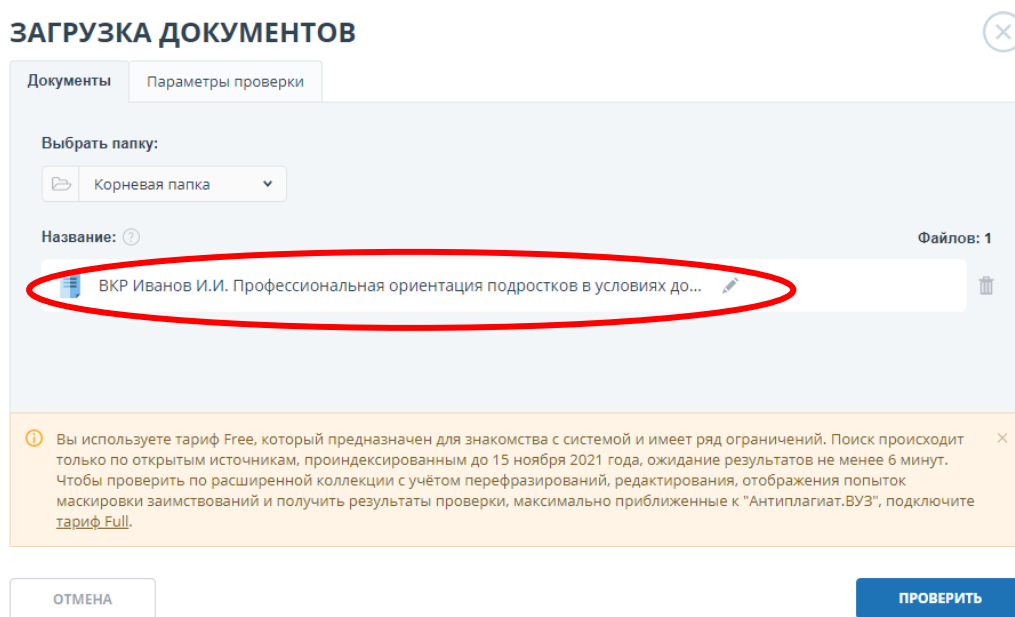 ЗАГРУЗКА ДОКУМЕНТОВ
Документы
Параметры проверки
Выбрать папку:
Корневая папка
Название: ?
Файлов: 1
ВКР Иванов И.И. Профессиональная ориентация подростков в условиях до...
Вы используете тариф Free, который предназначен для знакомства с системой и имеет ряд ограничений. Поиск происходит
только по открытым источникам, проиндексированным до 15 ноября 2021 года, ожидание результатов не менее 6 минут.
Чтобы проверить по расширенной коллекции с учётом перефразирований, редактирования, отображения попыток
маскировки заимствований и получить результаты проверки, максимально приближенные к "Антиплагиат.ВУЗ", подключите
тариф Full.
ОТМЕНА
ПРОВЕРИТЬ